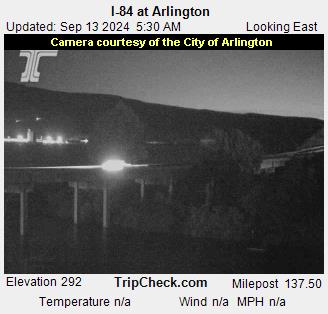 I-84 at Arlington
Updated: Sep 13 2024 5:30 AM Looking East
Camera courtesy of the City of Arlington
Elevation 292 TripCheck.com Milepost 137.50
Temperature n/a Wind n/a MPH n/a